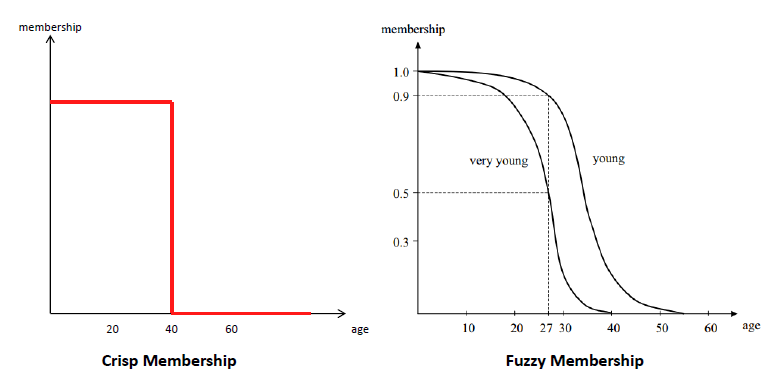 membership
20 40 60 age
Crisp Membership
membership
1.0
0.9
very young young
0.5
0.3
10 20 27 30 40 50 60 age
Fuzzy Membership